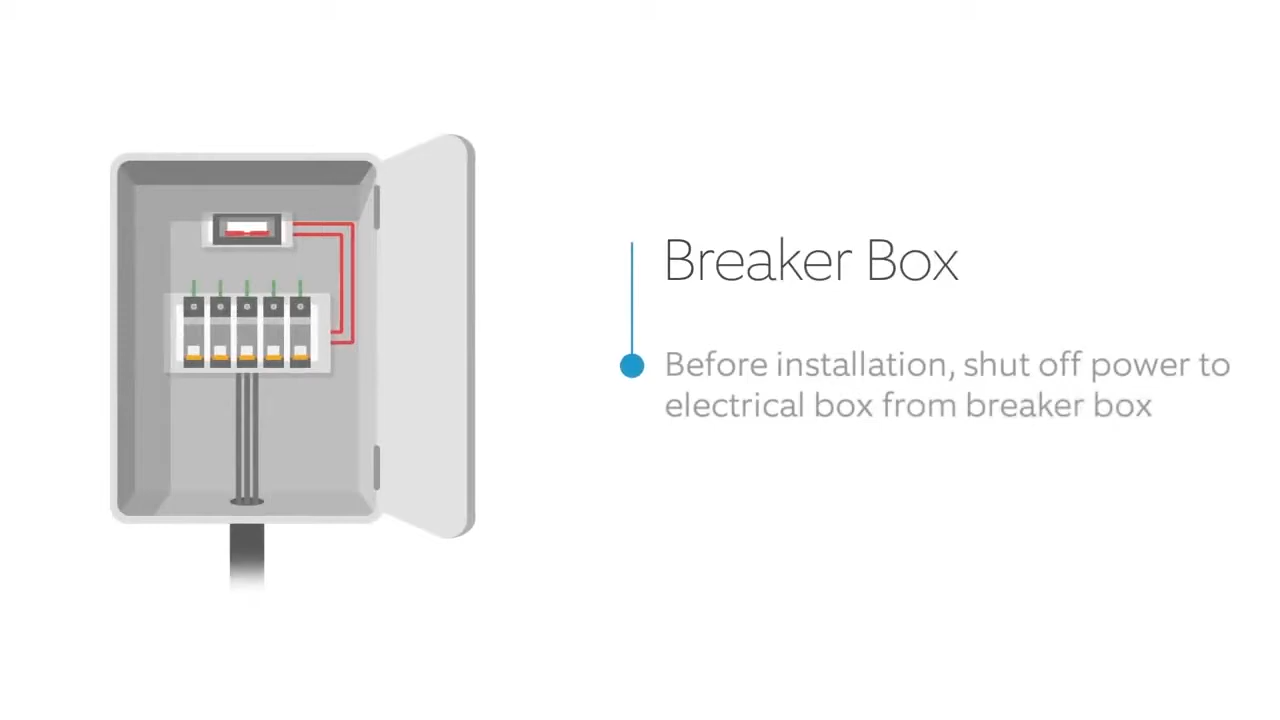 Breaker Box
Before installation, shut off power to
electrical box from breaker box